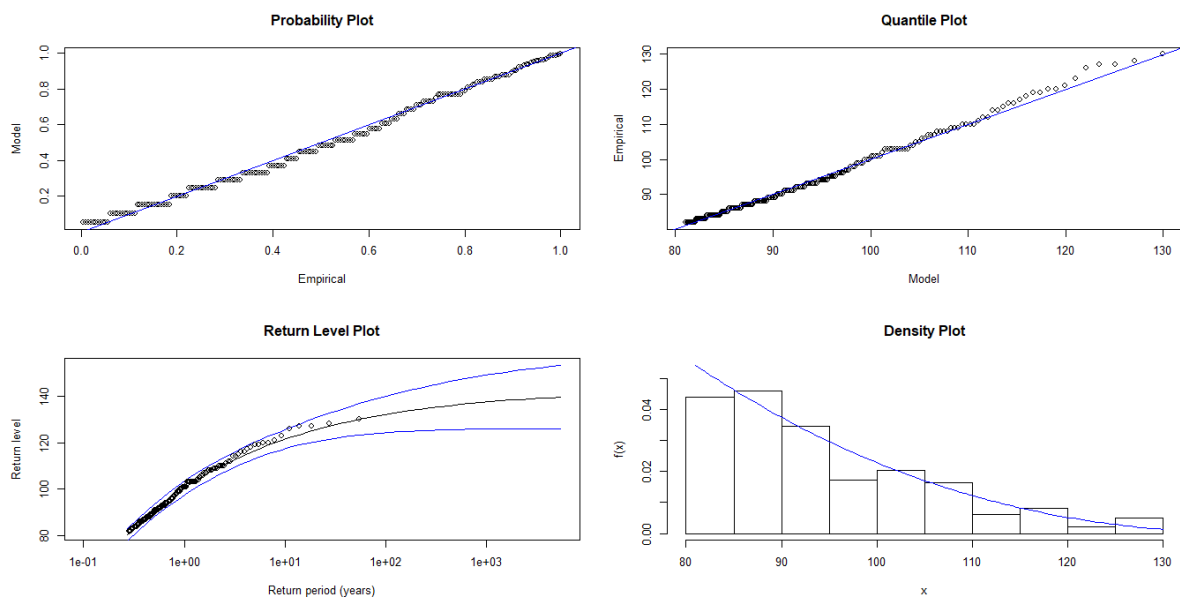 Probability Plot
Model
0.2 0.4 0.6 0.8 1.0
0.0 0.2 0.4 0.6 0.8 1.0
Empirical
Quantile Plot
Empirical
90 100 110 120 130
80 90 100 110 120 130
Model
Return Level Plot
Return level
80 100 120 140
1e-01 1e+00 1e+01 1e+02 1e+03
Return period (years)
Density Plot
f(x)
0.00 0.02 0.04
80 90 100 110 120 130
x